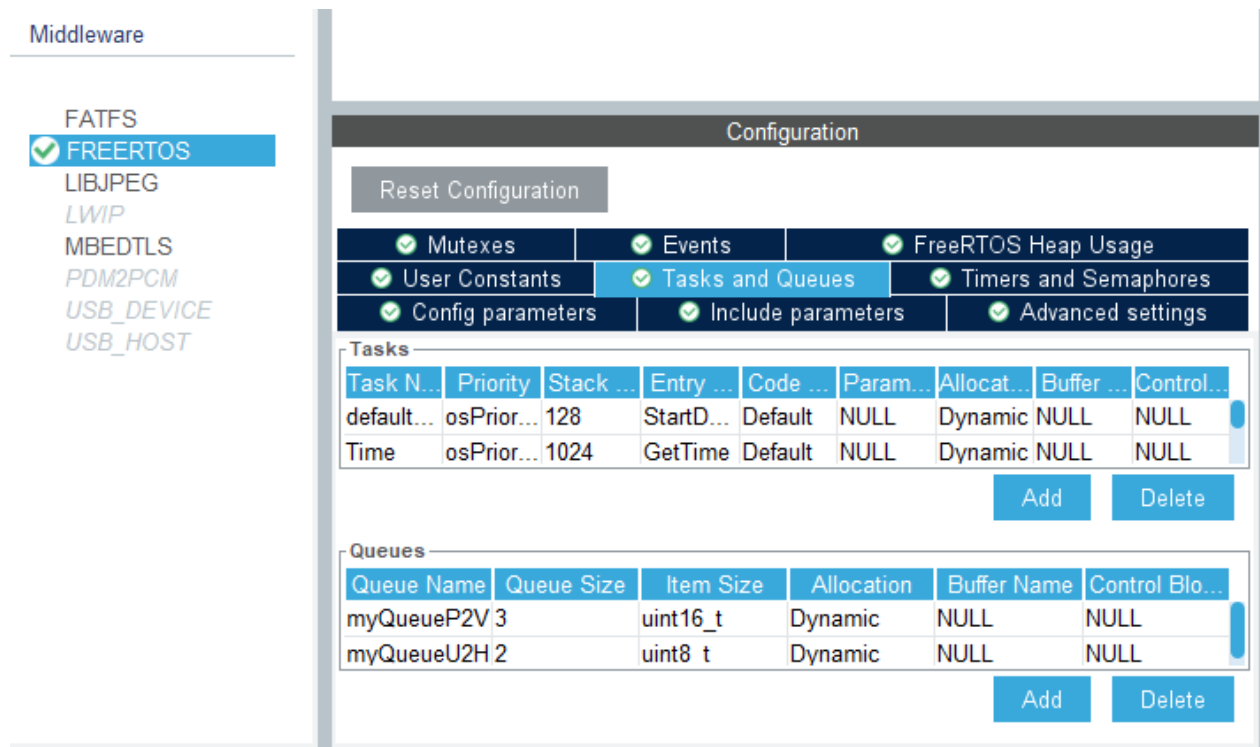 Middleware
FATFS
FREERTOS
LIBJPEG
LWIP
MBEDTLS
PDM2PCM
USB_DEVICE
USB_HOST
Configuration
Reset Configuration
Mutexes Events FreeRTOS Heap Usage
User Constants Tasks and Queues Timers and Semaphores
Config parameters Include parameters Advanced settings
Tasks
Task N... Priority Stack ... Entry ... Code ... Param... Allocat... Buffer ... Control...
default... osPrior... 128 StartD... Default NULL Dynamic NULL NULL
Time osPrior... 1024 GetTime Default NULL Dynamic NULL NULL
Add Delete
Queues
Queue Name Queue Size Item Size Allocation Buffer Name Control Blo...
myQueueP2V 3 uint16_t Dynamic NULL NULL
myQueueU2H 2 uint8_t Dynamic NULL NULL
Add Delete